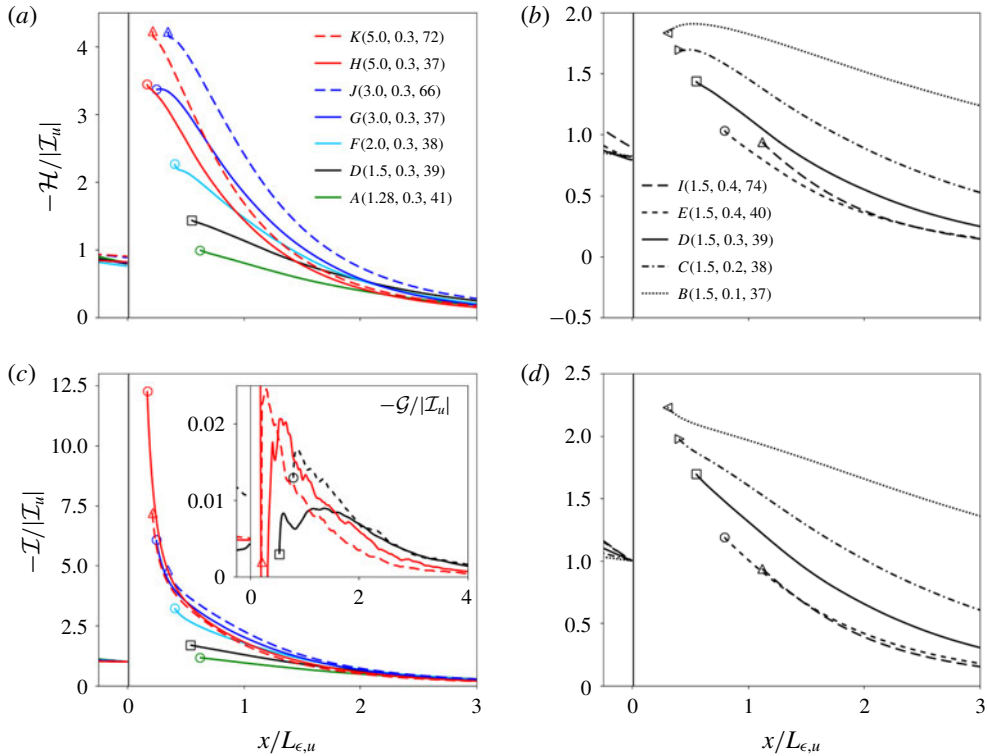 (a)
4
3
2
1
0
−ℋ/|ℐ_u|
K(5.0, 0.3, 72)
H(5.0, 0.3, 37)
J(3.0, 0.3, 66)
G(3.0, 0.3, 37)
F(2.0, 0.3, 38)
D(1.5, 0.3, 39)
A(1.28, 0.3, 41)
(b)
2.0
1.5
1.0
0.5
0
−0.5
I(1.5, 0.4, 74)
E(1.5, 0.4, 40)
D(1.5, 0.3, 39)
C(1.5, 0.2, 38)
B(1.5, 0.1, 37)
(c)
12.5
10.0
7.5
5.0
2.5
0
−ℐ/|ℐ_u|
0.02
0.01
0
−𝒢/|ℐ_u|
0 2 4
0 1 2 3
x/L_ϵ,u
(d)
2.5
2.0
1.5
1.0
0.5
0
0 1 2 3
x/L_ϵ,u